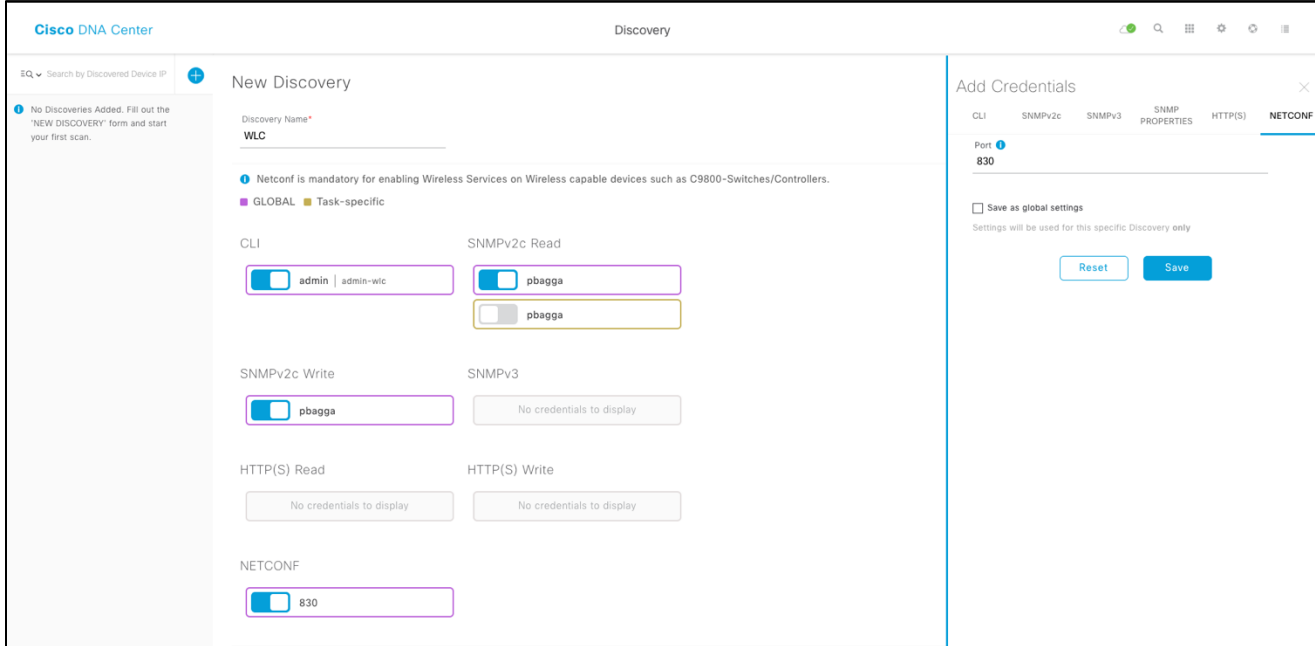 Cisco DNA Center
Discovery
Search by Discovered Device IP
No Discoveries Added. Fill out the
"NEW DISCOVERY" form and start
your first scan.
New Discovery
Discovery Name*
WLC
Netconf is mandatory for enabling Wireless Services on Wireless capable devices such as C9800-Switches/Controllers.
GLOBAL Task-specific
CLI SNMPv2c Read
admin | admin-wlc pbagga
pbagga
SNMPv2c Write SNMPv3
pbagga No credentials to display
HTTP(S) Read HTTP(S) Write
No credentials to display No credentials to display
NETCONF
830
Add Credentials
CLI SNMPv2c SNMPv3 SNMP PROPERTIES HTTP(S) NETCONF
Port
830
Save as global settings
Settings will be used for this specific Discovery only
Reset Save